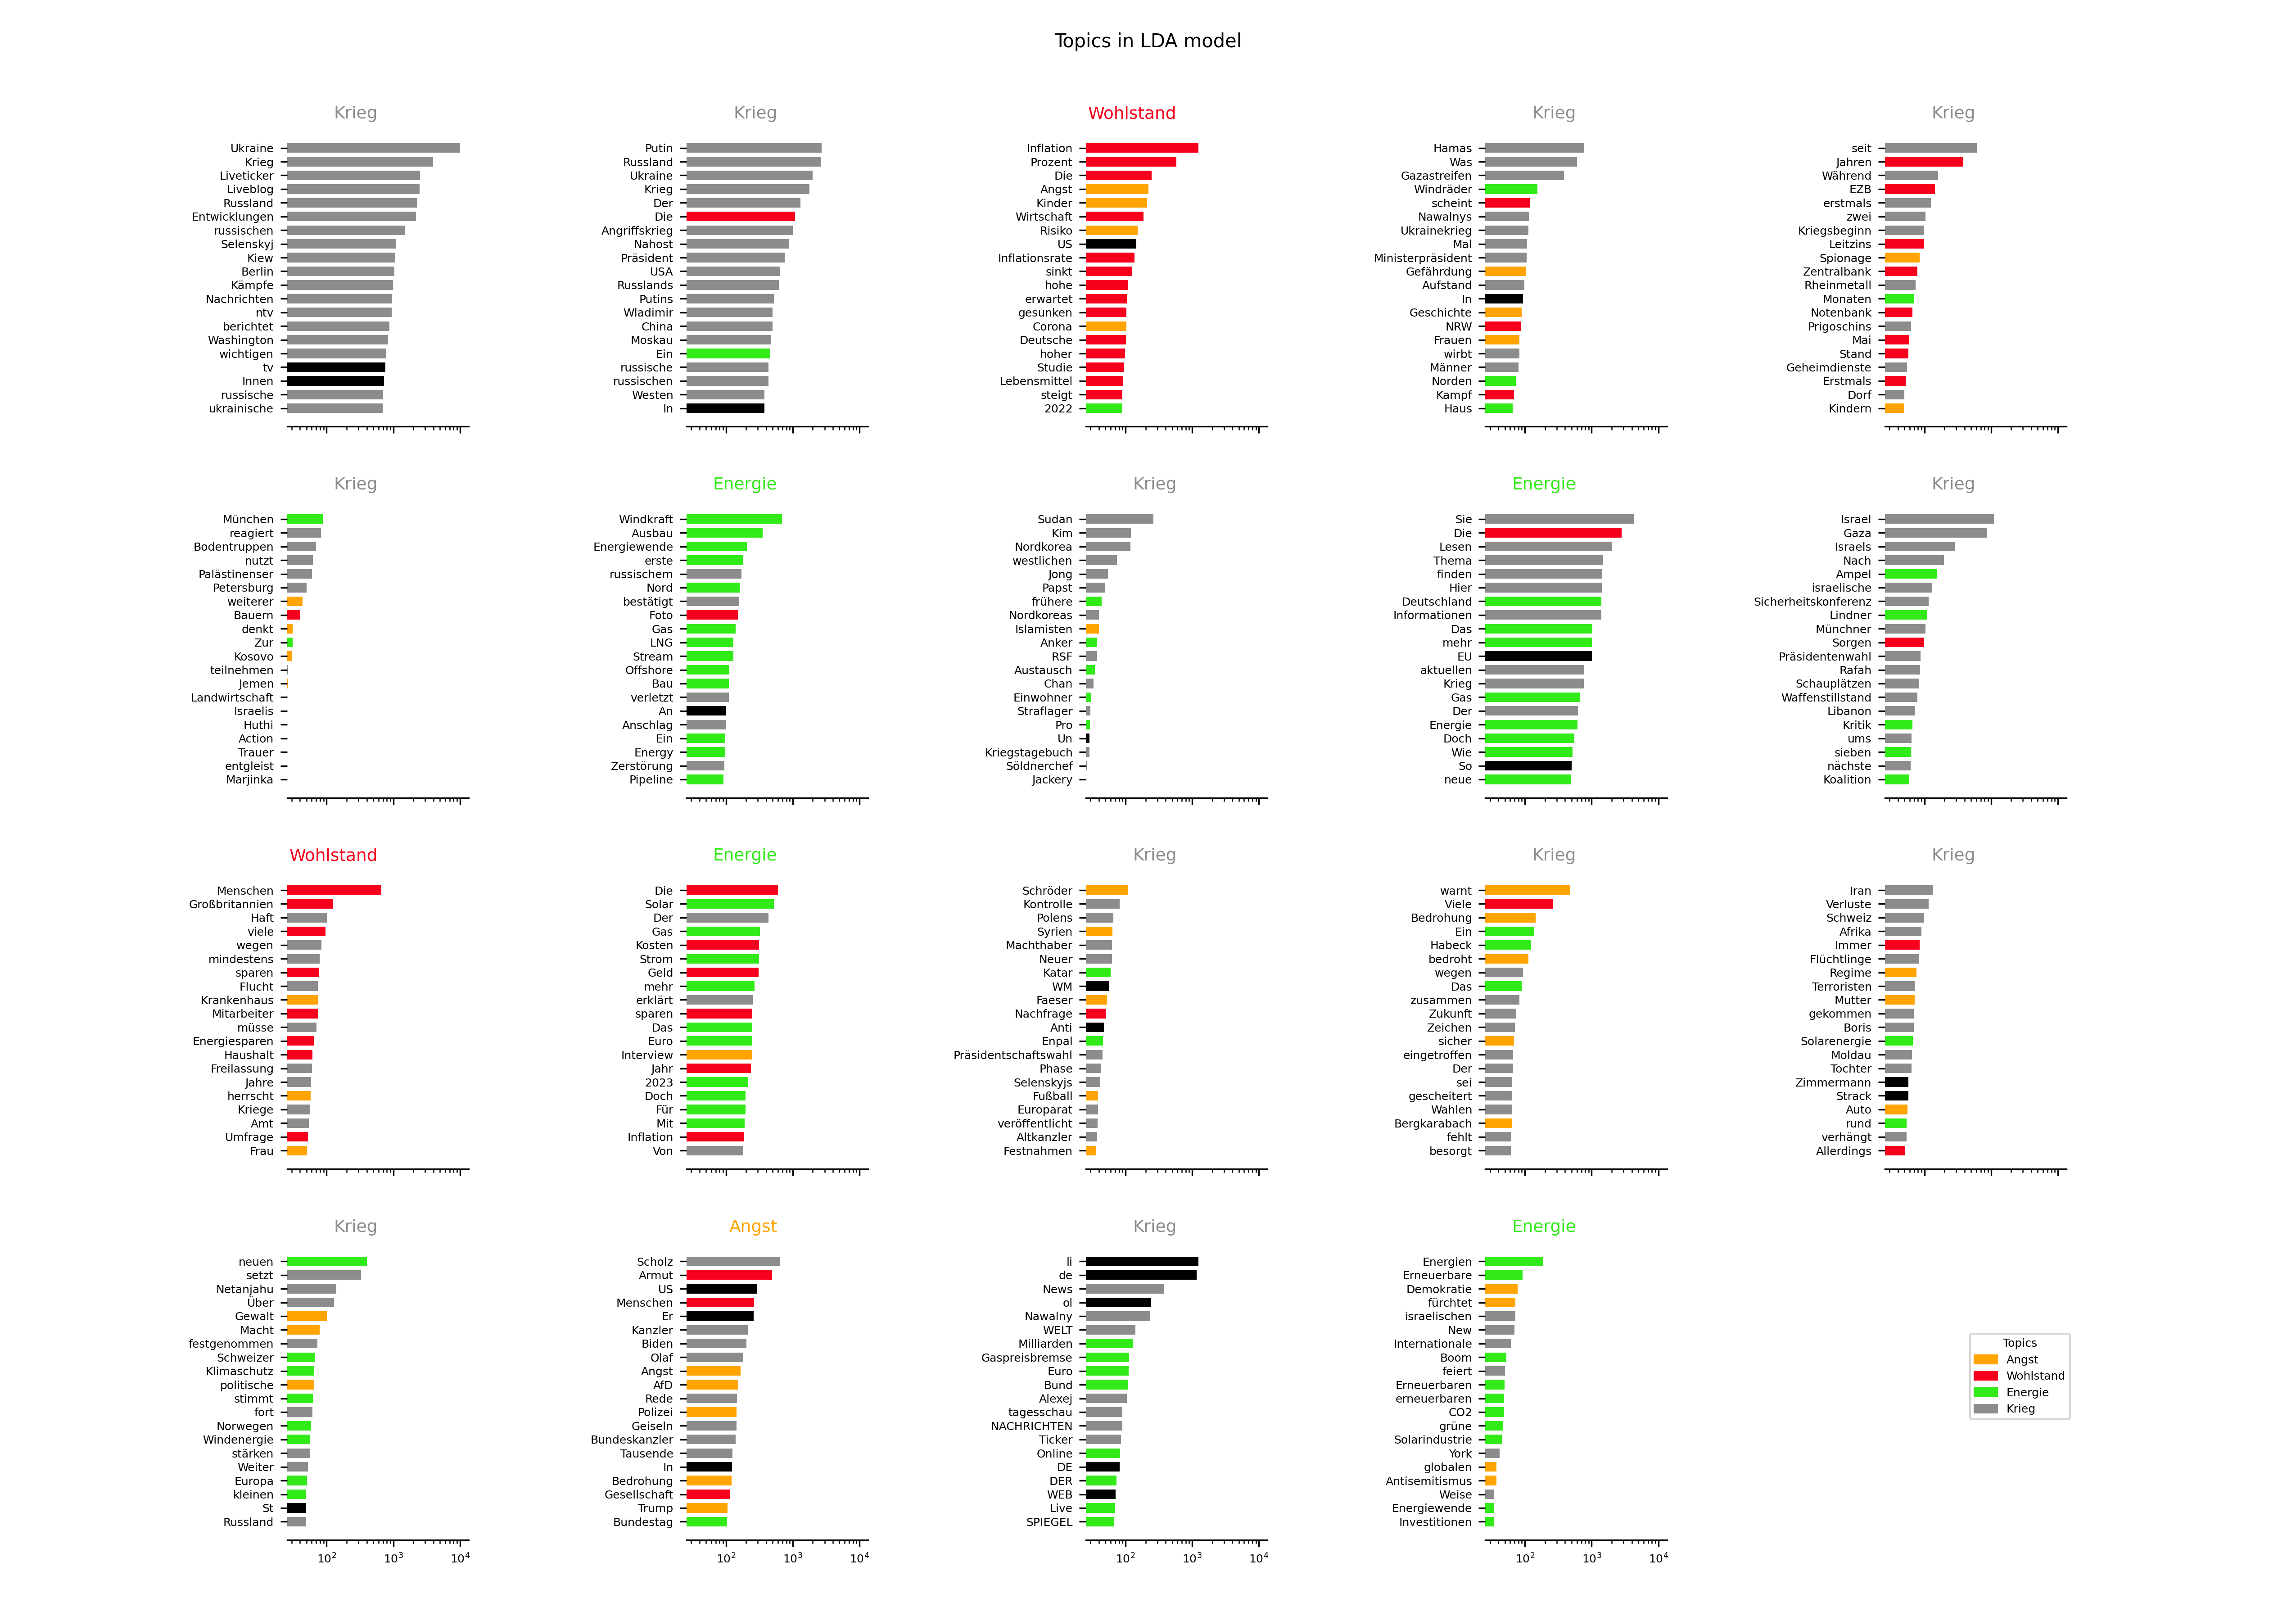 Topics in LDA model
Krieg
Ukraine
Krieg
Liveticker
Liveblog
Russland
Entwicklungen
russischen
Selenskyj
Kiew
Berlin
Kämpfe
Nachrichten
ntv
berichtet
Washington
wichtigen
tv
Innen
russische
ukrainische
Krieg
Putin
Russland
Ukraine
Krieg
Der
Die
Angriffskrieg
Nahost
Präsident
USA
Russlands
Putins
Wladimir
China
Moskau
Ein
russische
russischen
Westen
In
Wohlstand
Inflation
Prozent
Die
Angst
Kinder
Wirtschaft
Risiko
US
Inflationsrate
sinkt
hohe
erwartet
gesunken
Corona
Deutsche
hoher
Studie
Lebensmittel
steigt
2022
Krieg
Hamas
Was
Gazastreifen
Windräder
scheint
Nawalnys
Ukrainekrieg
Mal
Ministerpräsident
Gefährdung
Aufstand
In
Geschichte
NRW
Frauen
wirbt
Männer
Norden
Kampf
Haus
Krieg
seit
Jahren
Während
EZB
erstmals
zwei
Kriegsbeginn
Leitzins
Spionage
Zentralbank
Rheinmetall
Monaten
Notenbank
Prigoschins
Mai
Stand
Geheimdienste
Erstmals
Dorf
Kindern
Krieg
München
reagiert
Bodentruppen
nutzt
Palästinenser
Petersburg
weiterer
Bauern
denkt
Zur
Kosovo
teilnehmen
Jemen
Landwirtschaft
Israelis
Huthi
Action
Trauer
entgleist
Marjinka
Energie
Windkraft
Ausbau
Energiewende
erste
russischem
Nord
bestätigt
Foto
Gas
LNG
Stream
Offshore
Bau
verletzt
An
Anschlag
Ein
Energy
Zerstörung
Pipeline
Krieg
Sudan
Kim
Nordkorea
westlichen
Jong
Papst
frühere
Nordkoreas
Islamisten
Anker
RSF
Austausch
Chan
Einwohner
Straflager
Pro
Un
Kriegstagebuch
Söldnerchef
Jackery
Energie
Sie
Die
Lesen
Thema
finden
Hier
Deutschland
Informationen
Das
mehr
EU
aktuellen
Krieg
Gas
Der
Energie
Doch
Wie
So
neue
Krieg
Israel
Gaza
Israels
Nach
Ampel
israelische
Sicherheitskonferenz
Lindner
Münchner
Sorgen
Präsidentenwahl
Rafah
Schauplätzen
Waffenstillstand
Libanon
Kritik
ums
sieben
nächste
Koalition
Wohlstand
Menschen
Großbritannien
Haft
viele
wegen
mindestens
sparen
Flucht
Krankenhaus
Mitarbeiter
müsse
Energiesparen
Haushalt
Freilassung
Jahre
herrscht
Kriege
Amt
Umfrage
Frau
Energie
Die
Solar
Der
Gas
Kosten
Strom
Geld
mehr
erklärt
sparen
Das
Euro
Interview
Jahr
2023
Doch
Für
Mit
Inflation
Von
Krieg
Schröder
Kontrolle
Polens
Syrien
Machthaber
Neuer
Katar
WM
Faeser
Nachfrage
Anti
Enpal
Präsidentschaftswahl
Phase
Selenskyjs
Fußball
Europarat
veröffentlicht
Altkanzler
Festnahmen
Krieg
warnt
Viele
Bedrohung
Ein
Habeck
bedroht
wegen
Das
zusammen
Zukunft
Zeichen
sicher
eingetroffen
Der
sei
gescheitert
Wahlen
Bergkarabach
fehlt
besorgt
Krieg
Iran
Verluste
Schweiz
Afrika
Immer
Flüchtlinge
Regime
Terroristen
Mutter
gekommen
Boris
Solarenergie
Moldau
Tochter
Zimmermann
Strack
Auto
rund
verhängt
Allerdings
Krieg
neuen
setzt
Netanjahu
Über
Gewalt
Macht
festgenommen
Schweizer
Klimaschutz
politische
stimmt
fort
Norwegen
Windenergie
stärken
Weiter
Europa
kleinen
St
Russland
10² 10³ 10⁴
Angst
Scholz
Armut
US
Menschen
Er
Kanzler
Biden
Olaf
Angst
AfD
Rede
Polizei
Geiseln
Bundeskanzler
Tausende
In
Bedrohung
Gesellschaft
Trump
Bundestag
10² 10³ 10⁴
Krieg
li
de
News
ol
Nawalny
WELT
Milliarden
Gaspreisbremse
Euro
Bund
Alexej
tagesschau
NACHRICHTEN
Ticker
Online
DE
DER
WEB
Live
SPIEGEL
10² 10³ 10⁴
Energie
Energien
Erneuerbare
Demokratie
fürchtet
israelischen
New
Internationale
Boom
feiert
Erneuerbaren
erneuerbaren
CO2
grüne
Solarindustrie
York
globalen
Antisemitismus
Weise
Energiewende
Investitionen
10² 10³ 10⁴
Topics
Angst
Wohlstand
Energie
Krieg